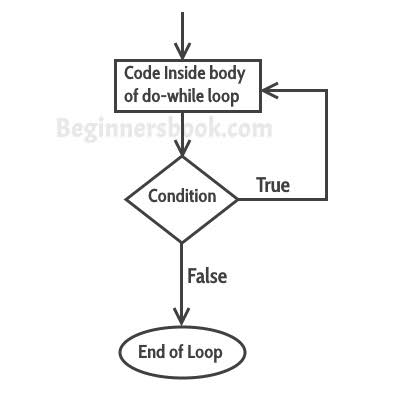 Code Inside body
of do-while loop
Beginnersbook.com
Condition
True
False
End of Loop